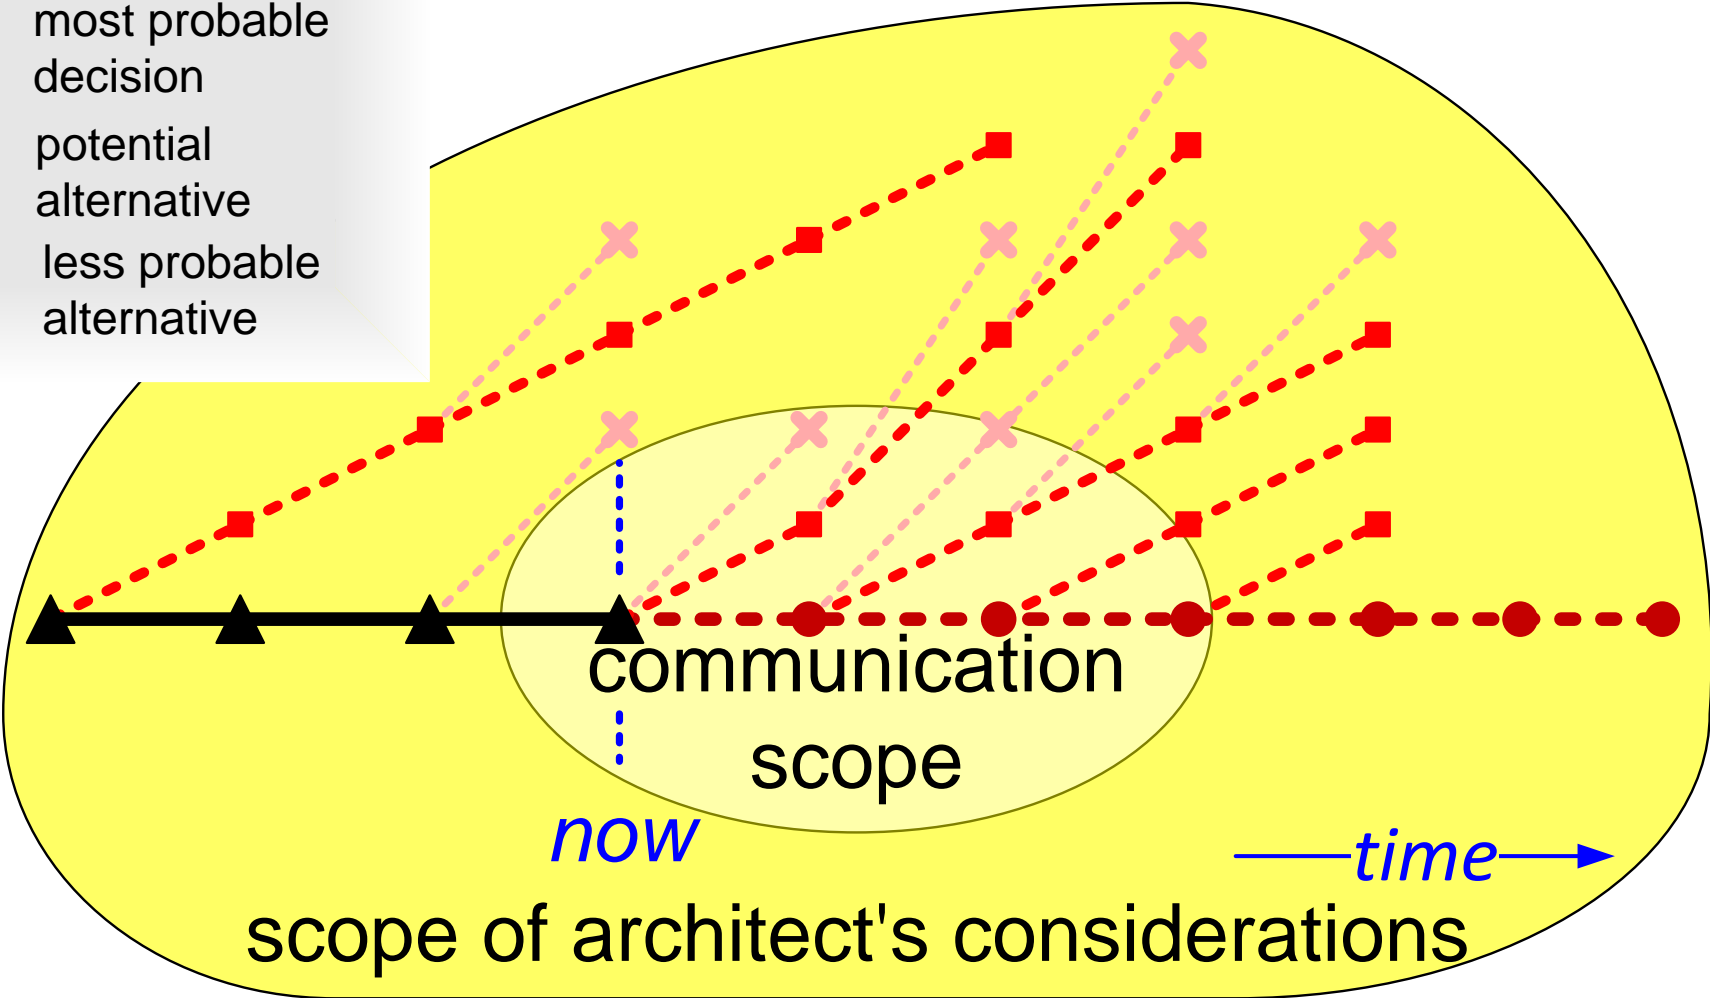 most probable
decision
potential
alternative
less probable
alternative
communication
scope
now
time
scope of architect's considerations